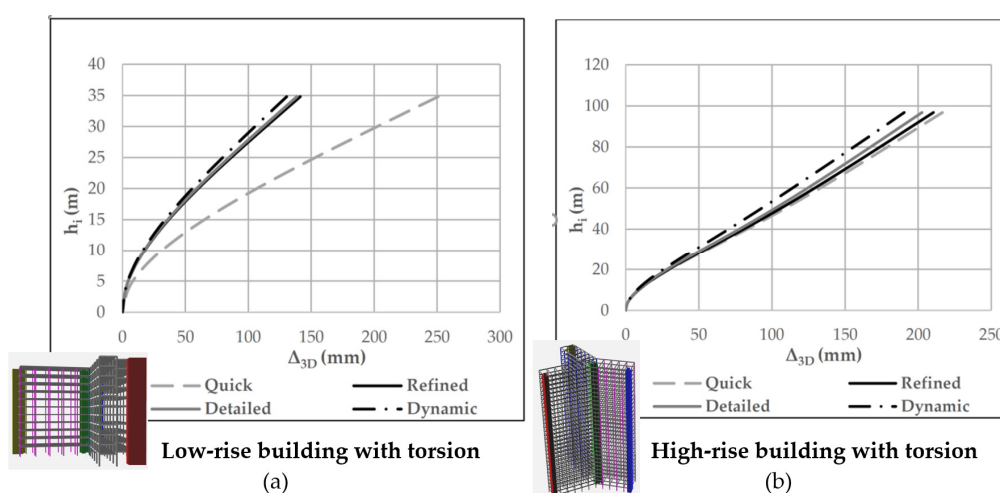 40
35
30
25
20
15
10
5
0
hᵢ (m)
0 50 100 150 200 250 300
Δ₃D (mm)
Quick Refined
Detailed Dynamic
Low-rise building with torsion
(a)
120
100
80
60
40
20
0
hᵢ (m)
0 50 100 150 200 250
Δ₃D (mm)
Quick Refined
Detailed Dynamic
High-rise building with torsion
(b)